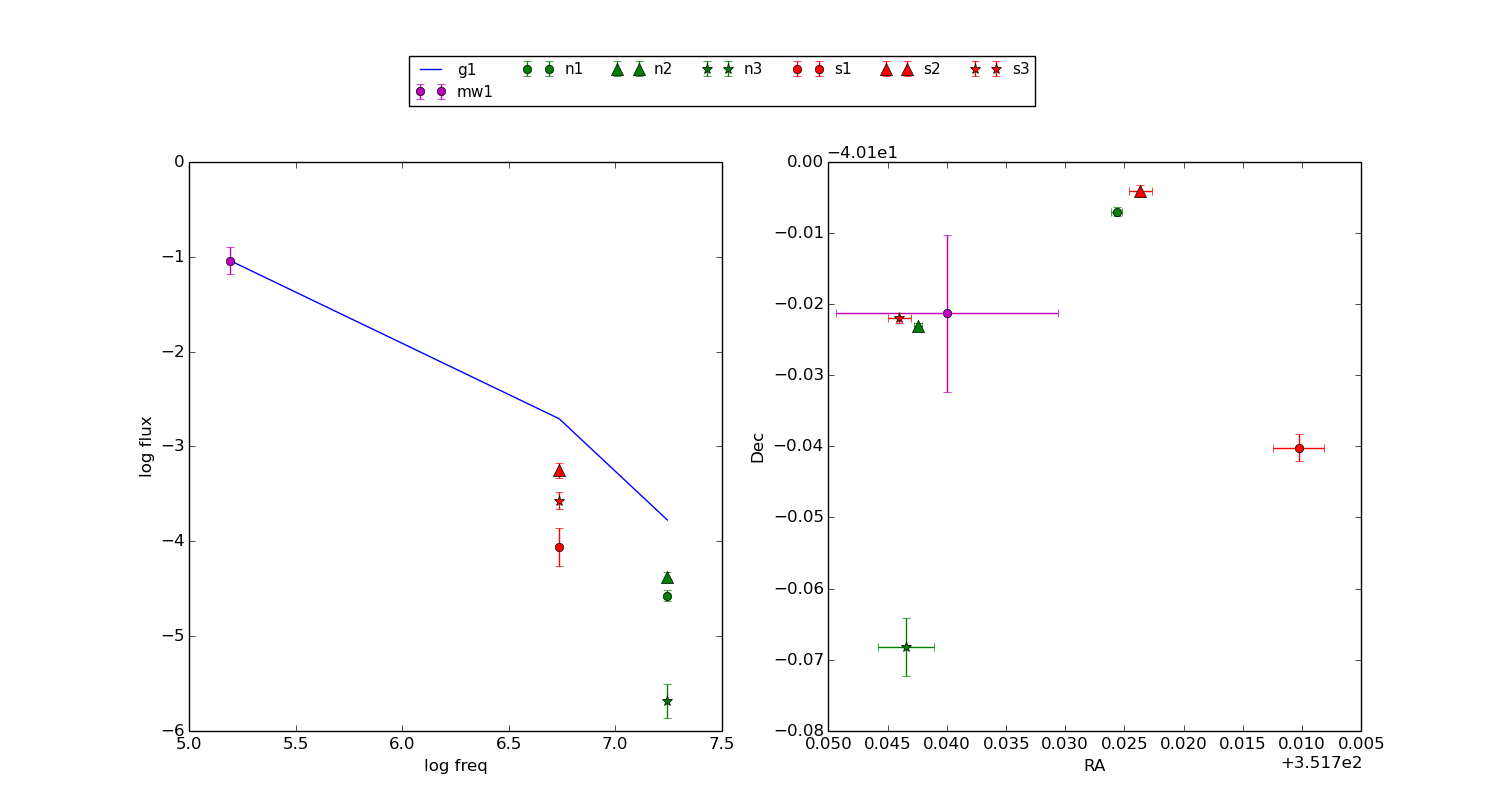 g1 n1 n2 n3 s1 s2 s3
mw1
0
−1
−2
−3
−4
−5
−6
log flux
5.0 5.5 6.0 6.5 7.0 7.5
log freq
−4.01e1
0.00
−0.01
−0.02
−0.03
−0.04
−0.05
−0.06
−0.07
−0.08
Dec
0.050 0.045 0.040 0.035 0.030 0.025 0.020 0.015 0.010 0.005
+3.517e2
RA